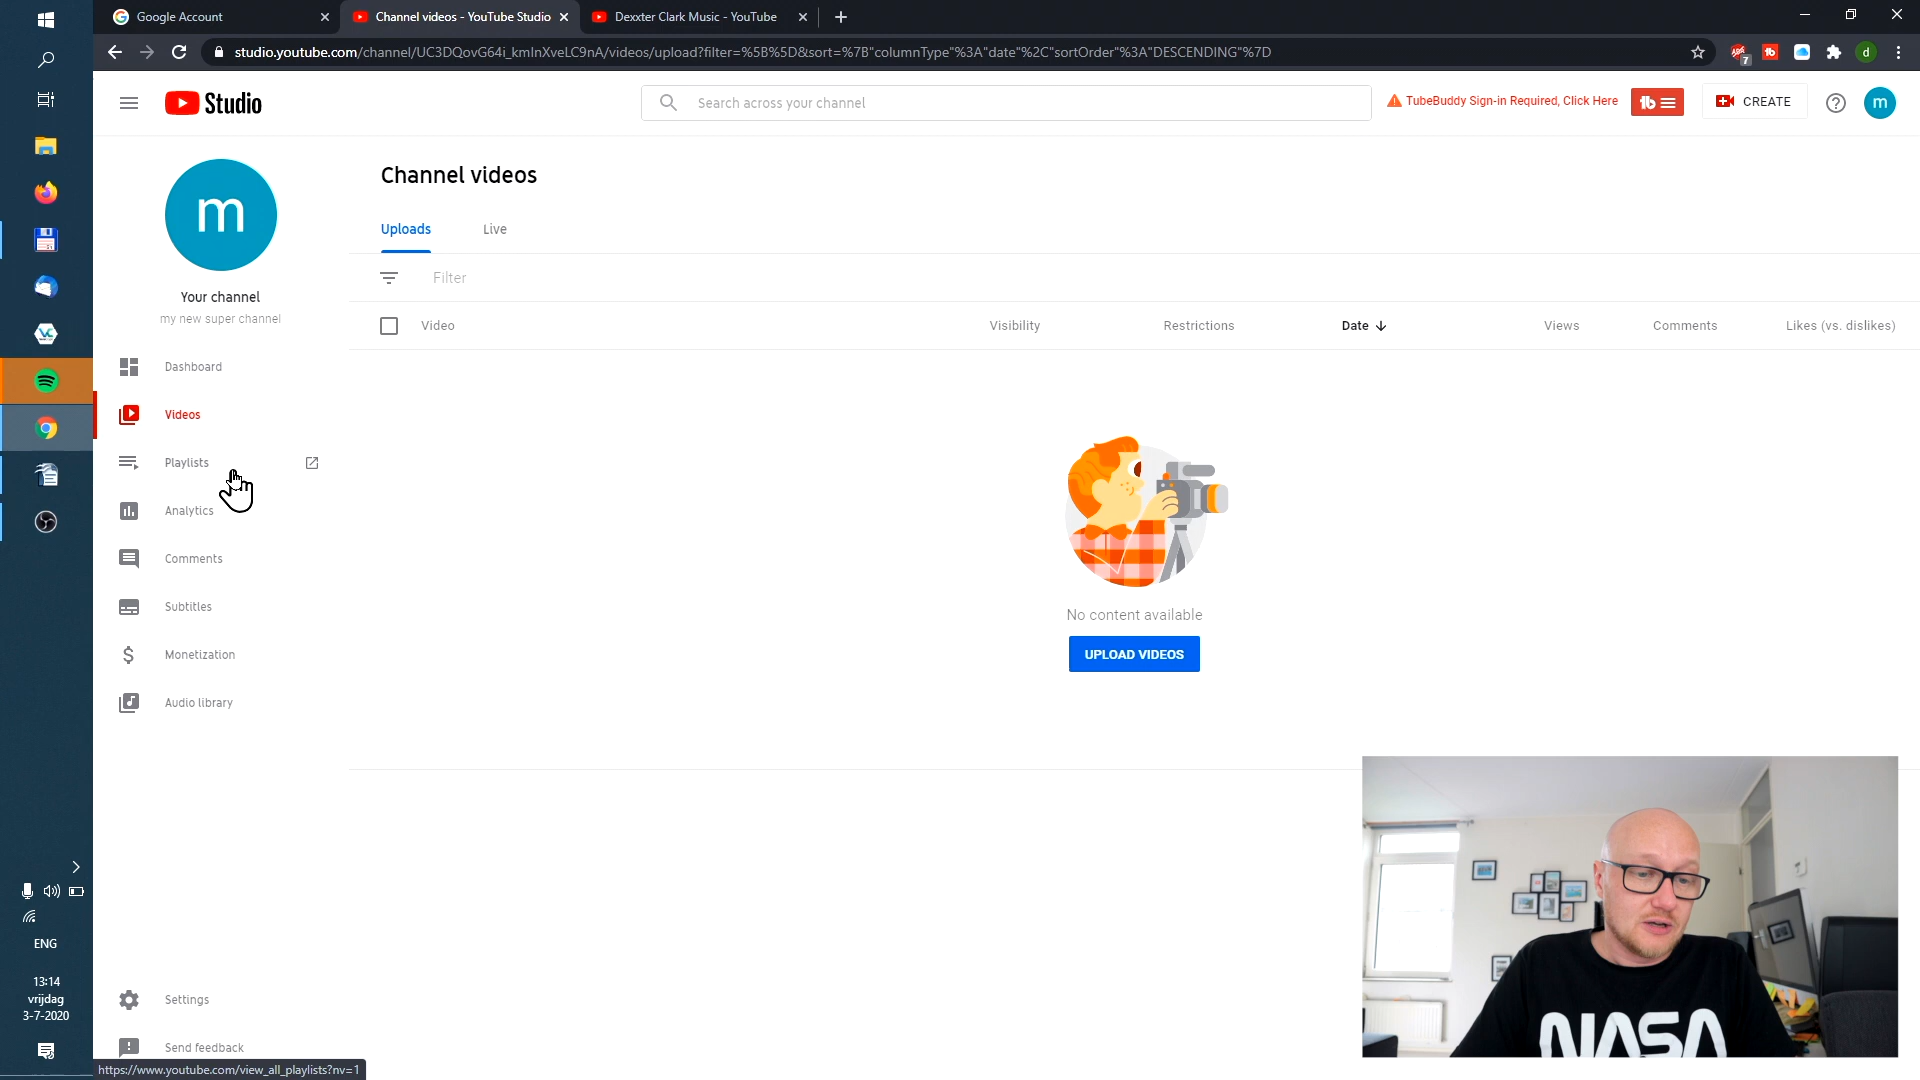 Google Account
Channel videos - YouTube Studio
Dexxter Clark Music - YouTube
studio.youtube.com/channel/UC3DQovG64i_kmInXveLC9nA/videos/upload?filter=%5B%5D&sort=%7B"columnType"%3A"date"%2C"sortOrder"%3A"DESCENDING"%7D
7
d
Studio
Search across your channel
TubeBuddy Sign-in Required, Click Here
CREATE
m
m
Your channel
my new super channel
Dashboard
Videos
Playlists
Analytics
Comments
Subtitles
Monetization
Audio library
Settings
Send feedback
https://www.youtube.com/view_all_playlists?nv=1
Channel videos
Uploads Live
Filter
Video Visibility Restrictions Date Views Comments Likes (vs. dislikes)
No content available
UPLOAD VIDEOS
ENG
13:14
vrijdag
3-7-2020
NASA